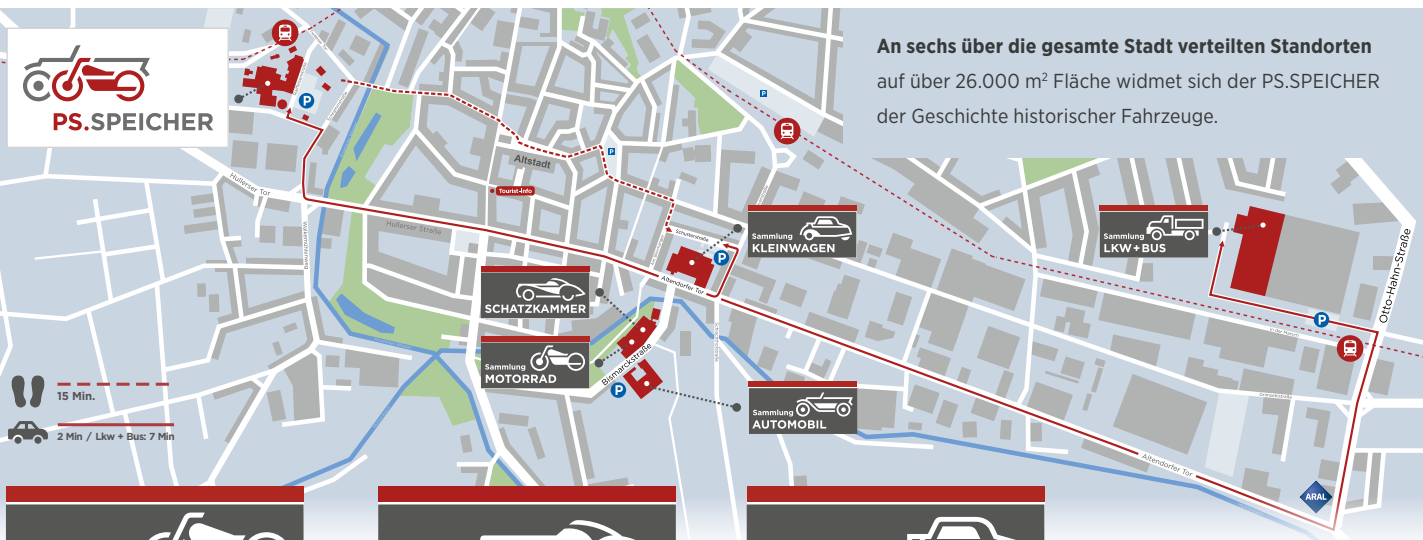 PS.SPEICHER
An sechs über die gesamte Stadt verteilten Standorten
auf über 26.000 m² Fläche widmet sich der PS.SPEICHER
der Geschichte historischer Fahrzeuge.
P
P
P
Altstadt
Tourist-Info
Hullerser Tor
Hullerser Straße
Walkemühlenweg
Schusterstraße
P
Altendorfer Tor
Sammlung
KLEINWAGEN
Sammlung
LKW+BUS
Otto-Hahn-Straße
P
SCHATZKAMMER
Sammlung
MOTORRAD
Bismarckstraße
P
Sammlung
AUTOMOBIL
15 Min.
2 Min / Lkw + Bus: 7 Min
Altendorfer Tor
ARAL